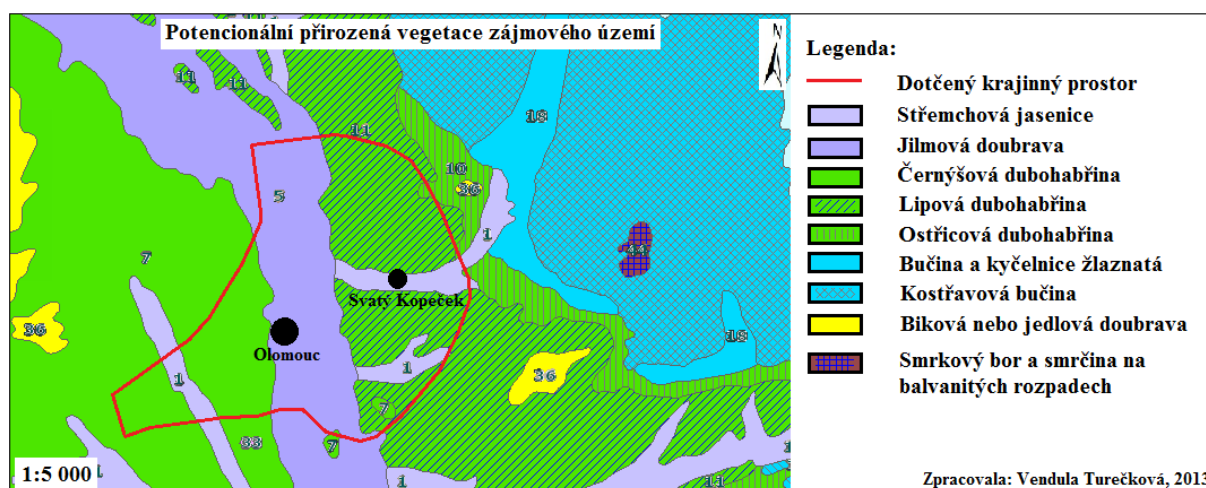 Potencionální přirozená vegetace zájmového území
N
11
11
11
18
5
10
36
1
7
44
Svatý Kopeček
36
Olomouc
18
1
1
36
7
33
7
1
1
11
1:5 000
Legenda:
Dotčený krajinný prostor
Střemchová jasenice
Jilmová doubrava
Černýšová dubohabřina
Lipová dubohabřina
Ostřicová dubohabřina
Bučina a kyčelnice žlaznatá
Kostřavová bučina
Biková nebo jedlová doubrava
Smrkový bor a smrčina na
balvanitých rozpadech
Zpracovala: Vendula Turečková, 2013